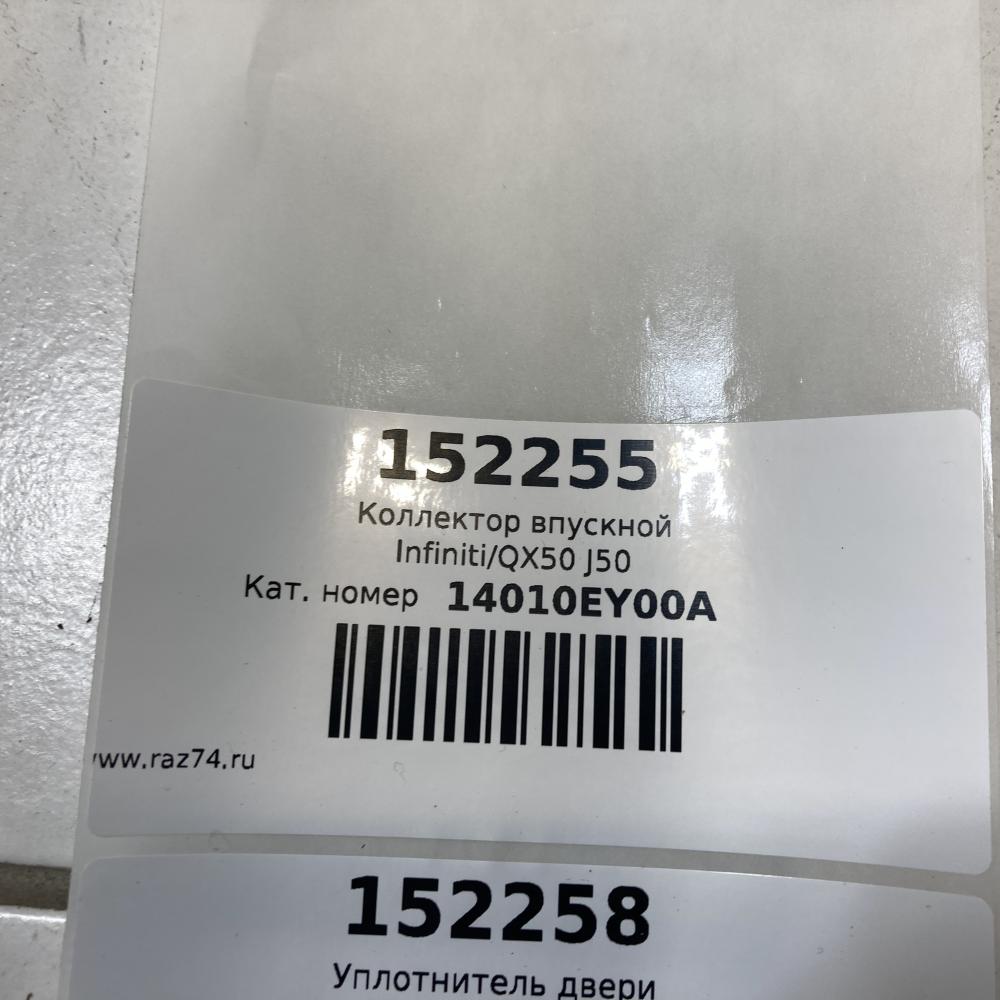 152255
Коллектор впускной
Infiniti/QX50 J50
Кат. номер 14010EY00A
www.raz74.ru
152258
Уплотнитель двери